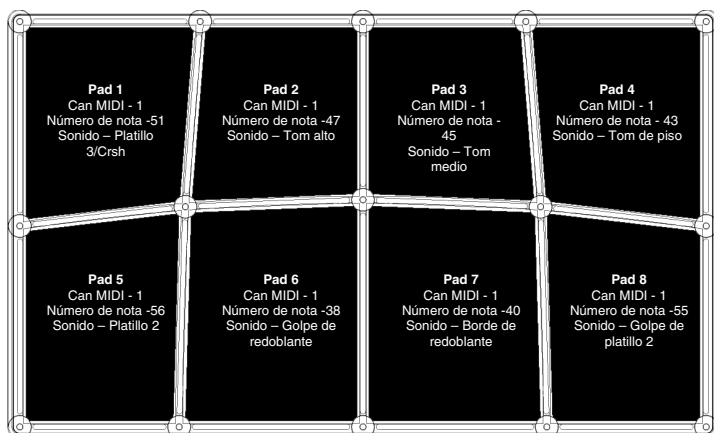 Pad 1
Can MIDI - 1
Número de nota -51
Sonido – Platillo
3/Crsh
Pad 2
Can MIDI - 1
Número de nota -47
Sonido – Tom alto
Pad 3
Can MIDI - 1
Número de nota -
45
Sonido – Tom
medio
Pad 4
Can MIDI - 1
Número de nota - 43
Sonido – Tom de piso
Pad 5
Can MIDI - 1
Número de nota -56
Sonido – Platillo 2
Pad 6
Can MIDI - 1
Número de nota -38
Sonido – Golpe de
redoblante
Pad 7
Can MIDI - 1
Número de nota -40
Sonido – Borde de
redoblante
Pad 8
Can MIDI - 1
Número de nota -55
Sonido – Golpe de
platillo 2